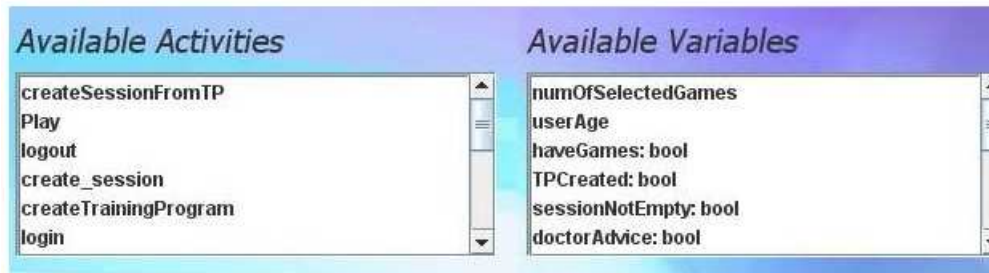 Available Activities
createSessionFromTP
Play
logout
create_session
createTrainingProgram
login
Available Variables
numOfSelectedGames
userAge
haveGames: bool
TPCreated: bool
sessionNotEmpty: bool
doctorAdvice: bool